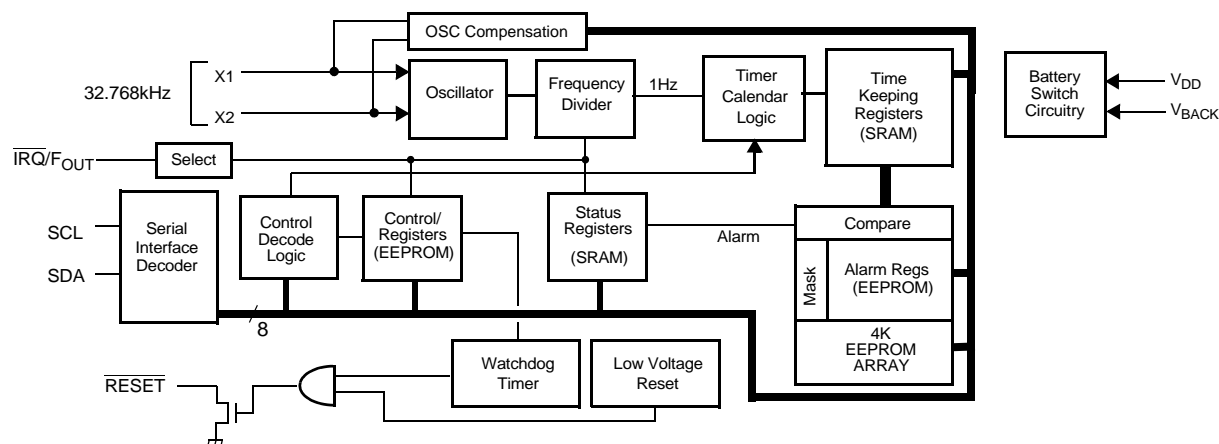 OSC Compensation
32.768kHz
X1
X2
Oscillator
Frequency
Divider
1Hz
Timer
Calendar
Logic
Time
Keeping
Registers
(SRAM)
Battery
Switch
Circuitry
VDD
VBACK
IRQ/FOUT
Select
SCL
SDA
Serial
Interface
Decoder
Control
Decode
Logic
Control/
Registers
(EEPROM)
Status
Registers
(SRAM)
Alarm
Compare
Mask
Alarm Regs
(EEPROM)
4K
EEPROM
ARRAY
8
RESET
Watchdog
Timer
Low Voltage
Reset